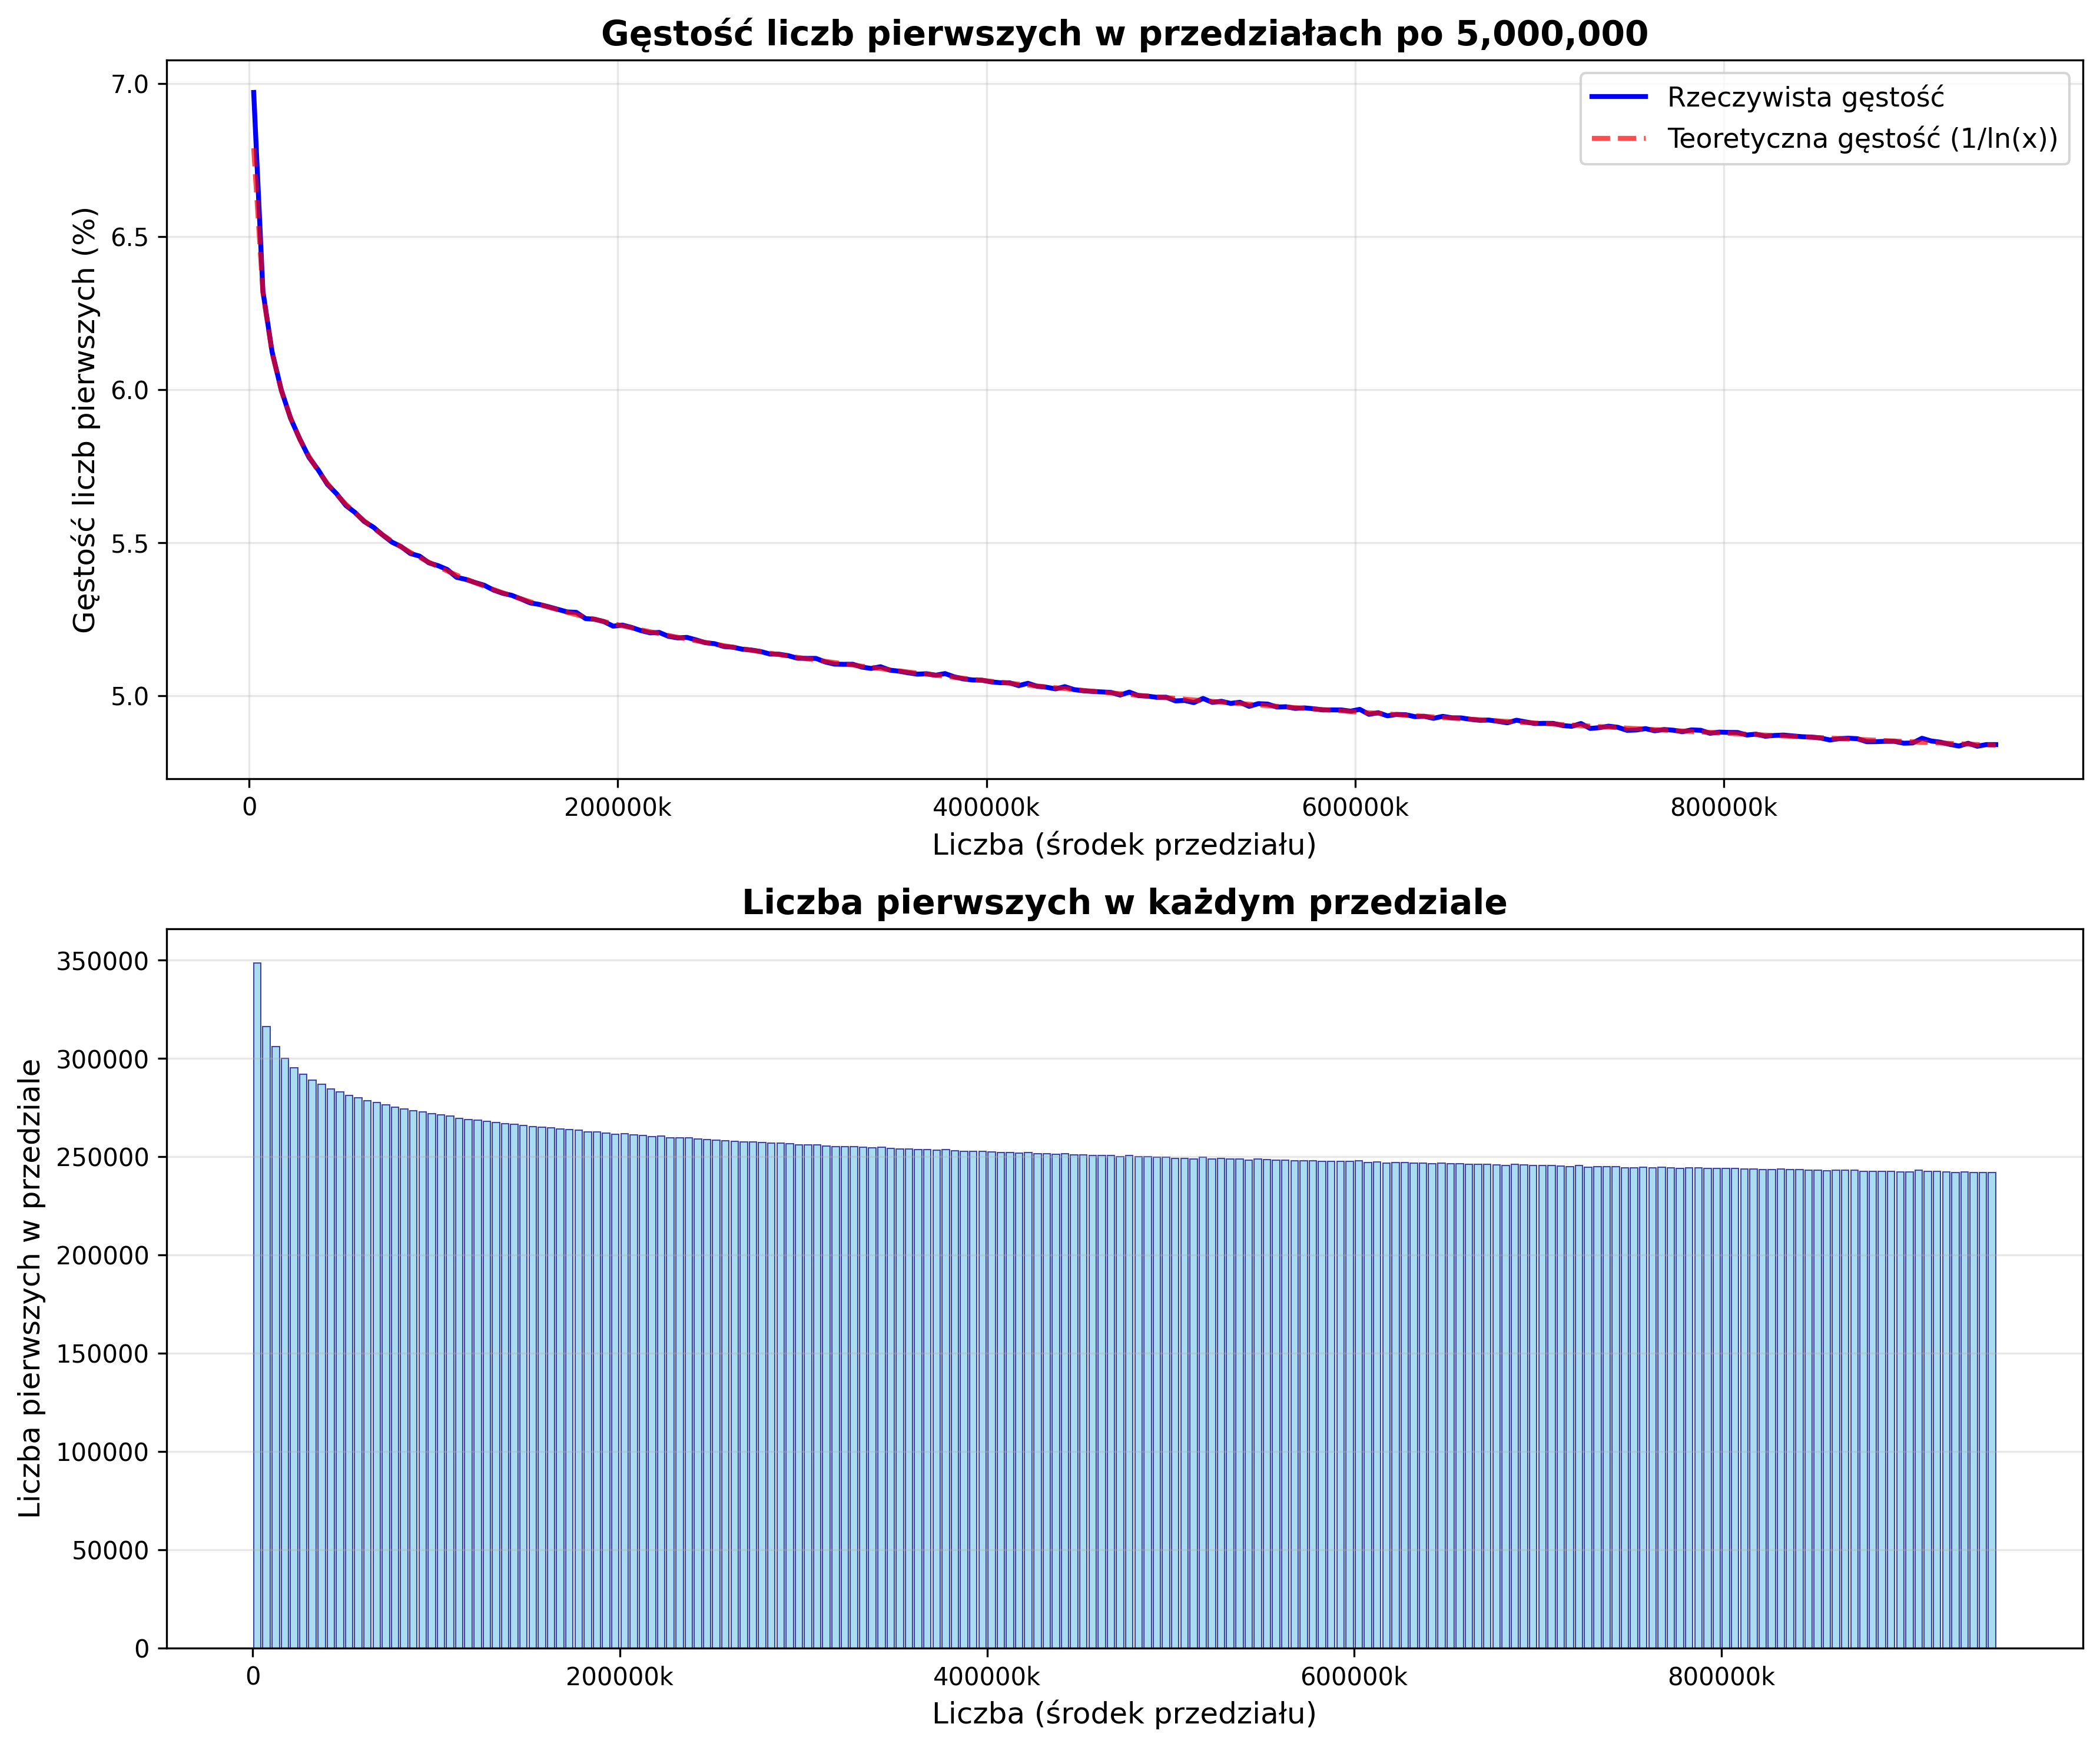 Gęstość liczb pierwszych w przedziałach po 5,000,000
7.0
6.5
6.0
5.5
5.0
Gęstość liczb pierwszych (%)
Rzeczywista gęstość
Teoretyczna gęstość (1/ln(x))
0 200000k 400000k 600000k 800000k
Liczba (środek przedziału)
Liczba pierwszych w każdym przedziale
350000
300000
250000
200000
150000
100000
50000
0
Liczba pierwszych w przedziale
0 200000k 400000k 600000k 800000k
Liczba (środek przedziału)